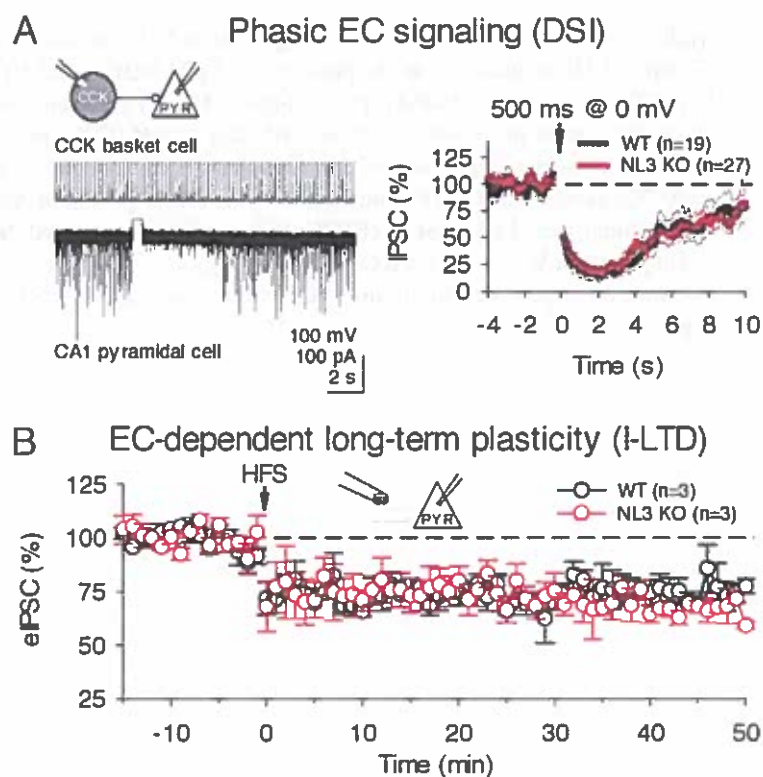 A Phasic EC signaling (DSI)
CCK
PYR
CCK basket cell
CA1 pyramidal cell
100 mV
100 pA
2 s
500 ms @ 0 mV
WT (n=19)
NL3 KO (n=27)
IPSC (%)
125
100
75
50
25
0
-4 -2 0 2 4 6 8 10
Time (s)
B EC-dependent long-term plasticity (I-LTD)
HFS
PYR
WT (n=3)
NL3 KO (n=3)
eIPSC (%)
125
100
75
50
25
-10 0 10 20 30 40 50
Time (min)